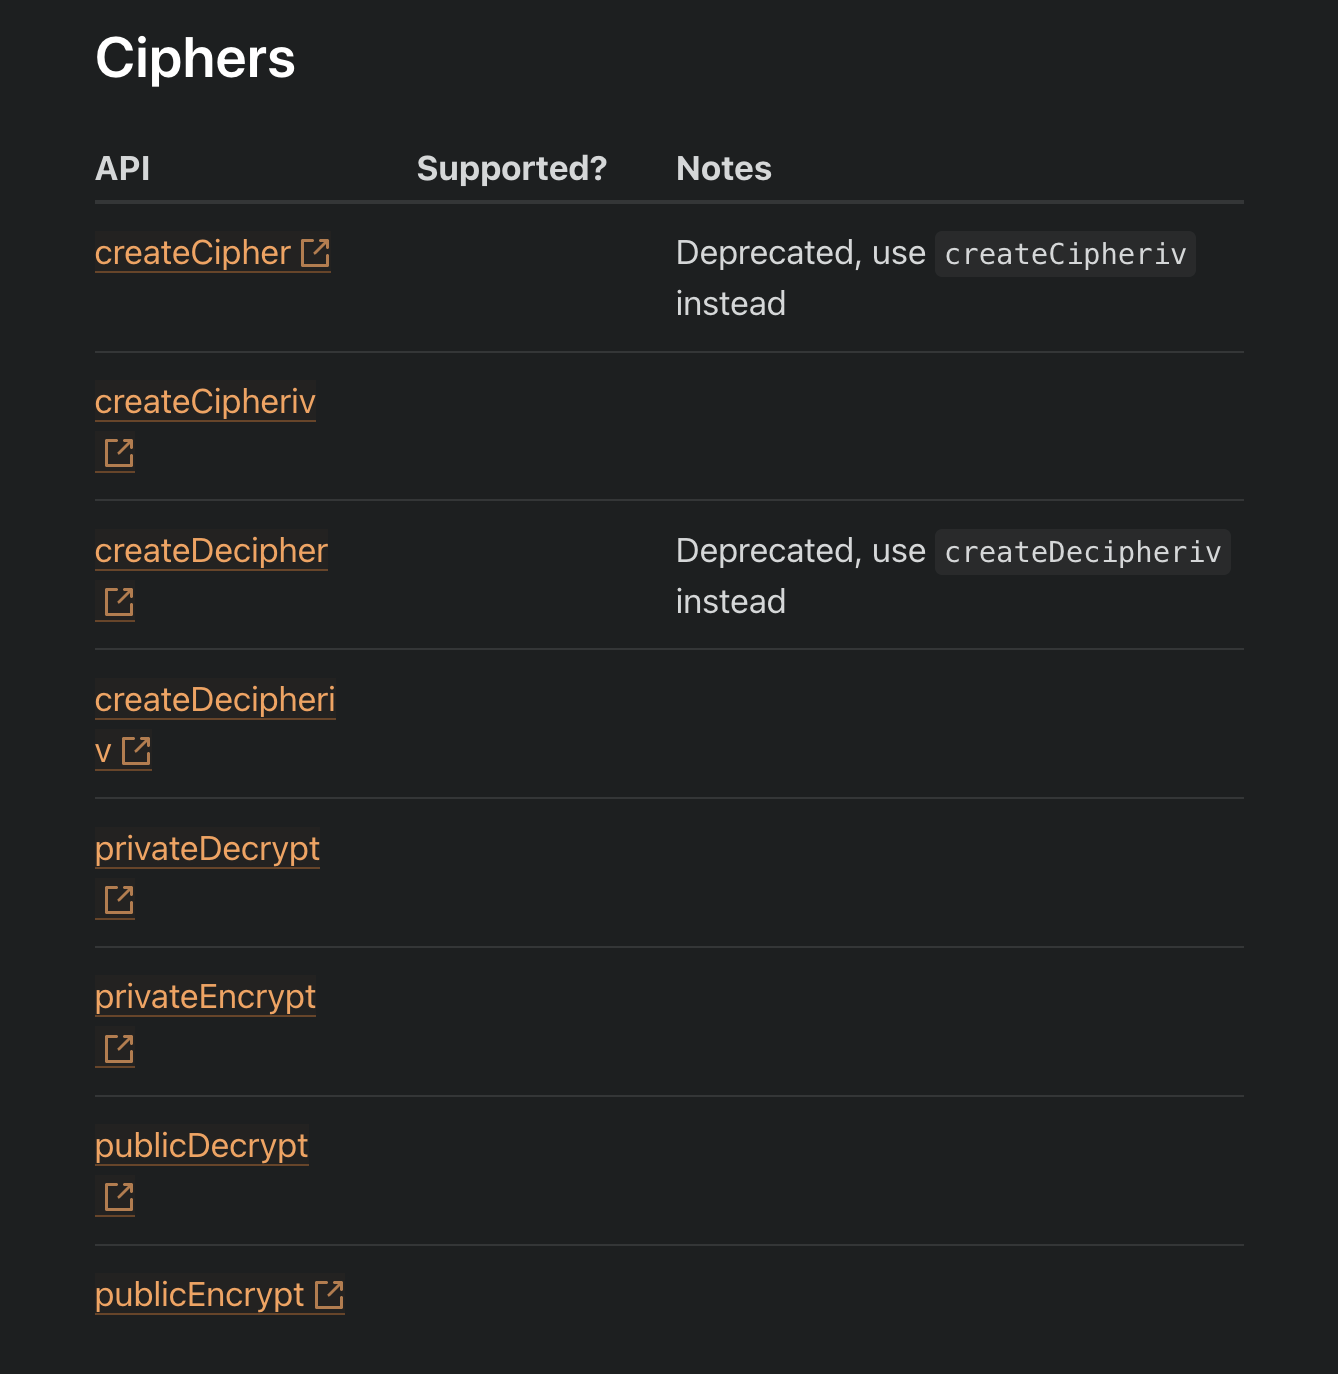 Ciphers
API Supported? Notes
createCipher Deprecated, use createCipheriv
instead
createCipheriv
createDecipher Deprecated, use createDecipheriv
instead
createDecipheri
v
privateDecrypt
privateEncrypt
publicDecrypt
publicEncrypt